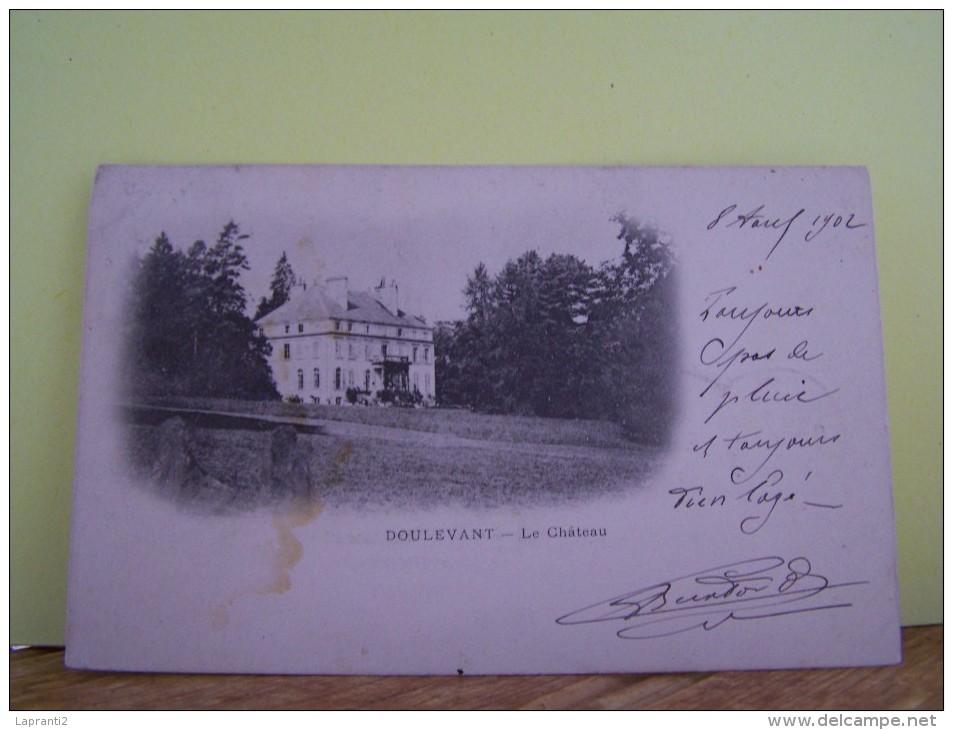 8 Août 1902
Toujours
pas de
pluie
et toujours
bien logé
DOULEVANT — Le Château
Lapranti2
www.delcampe.net